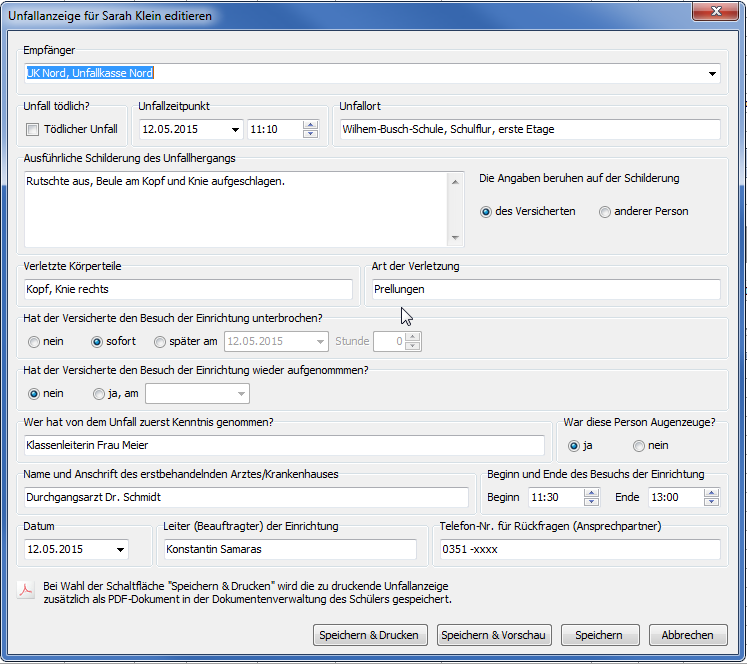 Unfallanzeige für Sarah Klein editieren
Empfänger
UK Nord, Unfallkasse Nord
Unfall tödlich?
Tödlicher Unfall
Unfallzeitpunkt
12.05.2015
11:10
Unfallort
Wilhem-Busch-Schule, Schulflur, erste Etage
Ausführliche Schilderung des Unfallhergangs
Rutschte aus, Beule am Kopf und Knie aufgeschlagen.
Die Angaben beruhen auf der Schilderung
des Versicherten
anderer Person
Verletzte Körperteile
Kopf, Knie rechts
Art der Verletzung
Prellungen
Hat der Versicherte den Besuch der Einrichtung unterbrochen?
nein
sofort
später am
12.05.2015
Stunde
0
Hat der Versicherte den Besuch der Einrichtung wieder aufgenommmen?
nein
ja, am
Wer hat von dem Unfall zuerst Kenntnis genommen?
Klassenleiterin Frau Meier
War diese Person Augenzeuge?
ja
nein
Name und Anschrift des erstbehandelnden Arztes/Krankenhauses
Durchgangsarzt Dr. Schmidt
Beginn und Ende des Besuchs der Einrichtung
Beginn
11:30
Ende
13:00
Datum
12.05.2015
Leiter (Beauftragter) der Einrichtung
Konstantin Samaras
Telefon-Nr. für Rückfragen (Ansprechpartner)
0351 -xxxx
Bei Wahl der Schaltfläche "Speichern & Drucken" wird die zu druckende Unfallanzeige
zusätzlich als PDF-Dokument in der Dokumentenverwaltung des Schülers gespeichert.
Speichern & Drucken
Speichern & Vorschau
Speichern
Abbrechen